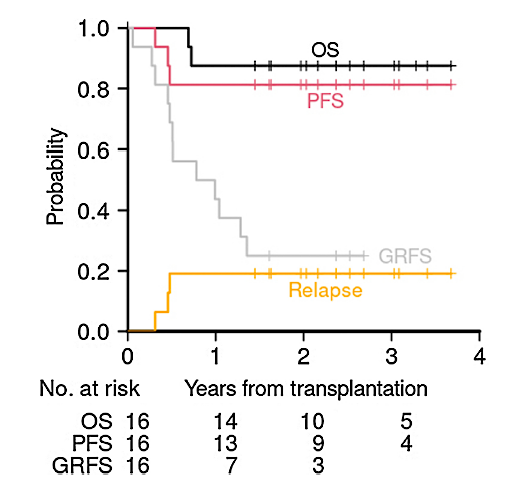 1.0
OS
0.8
PFS
0.6
Probability
0.4
GRFS
0.2
Relapse
0.0
0 1 2 3 4
No. at risk Years from transplantation
OS 16 14 10 5
PFS 16 13 9 4
GRFS 16 7 3